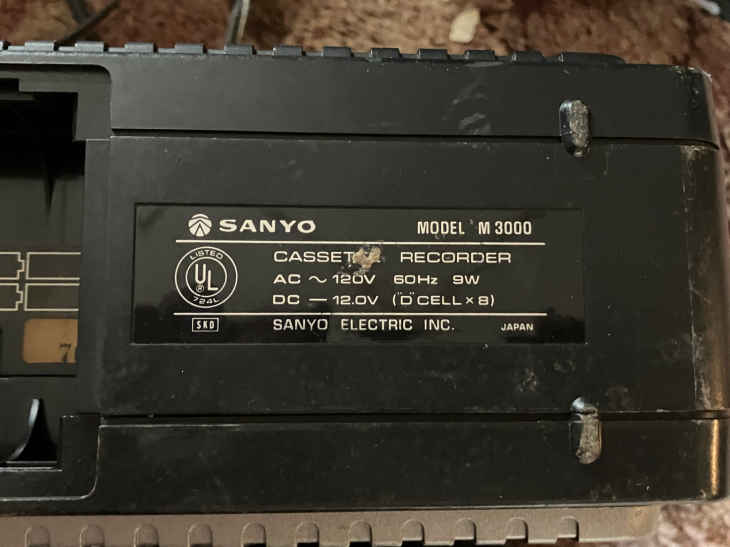 SANYO MODEL M 3000
LISTED
UL
®
724L
CASSETTE RECORDER
AC ~ 120V 60Hz 9W
DC — 12.0V ("D" CELL × 8)
SKD SANYO ELECTRIC INC. JAPAN